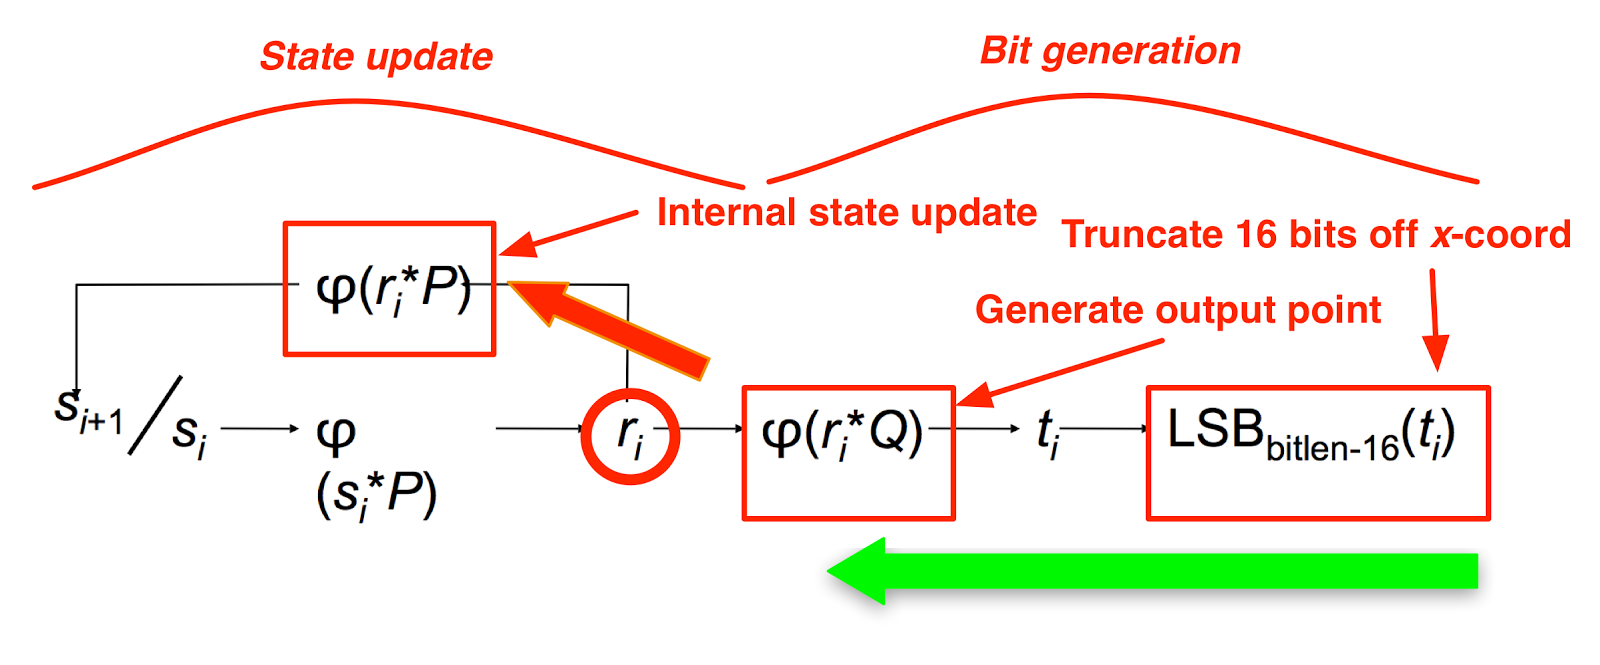 State update
Bit generation
Internal state update
Truncate 16 bits off x-coord
φ(rᵢ*P)
Generate output point
sᵢ₊₁ / sᵢ
φ
(sᵢ*P)
rᵢ
φ(rᵢ*Q)
tᵢ
LSB_bitlen-16(tᵢ)